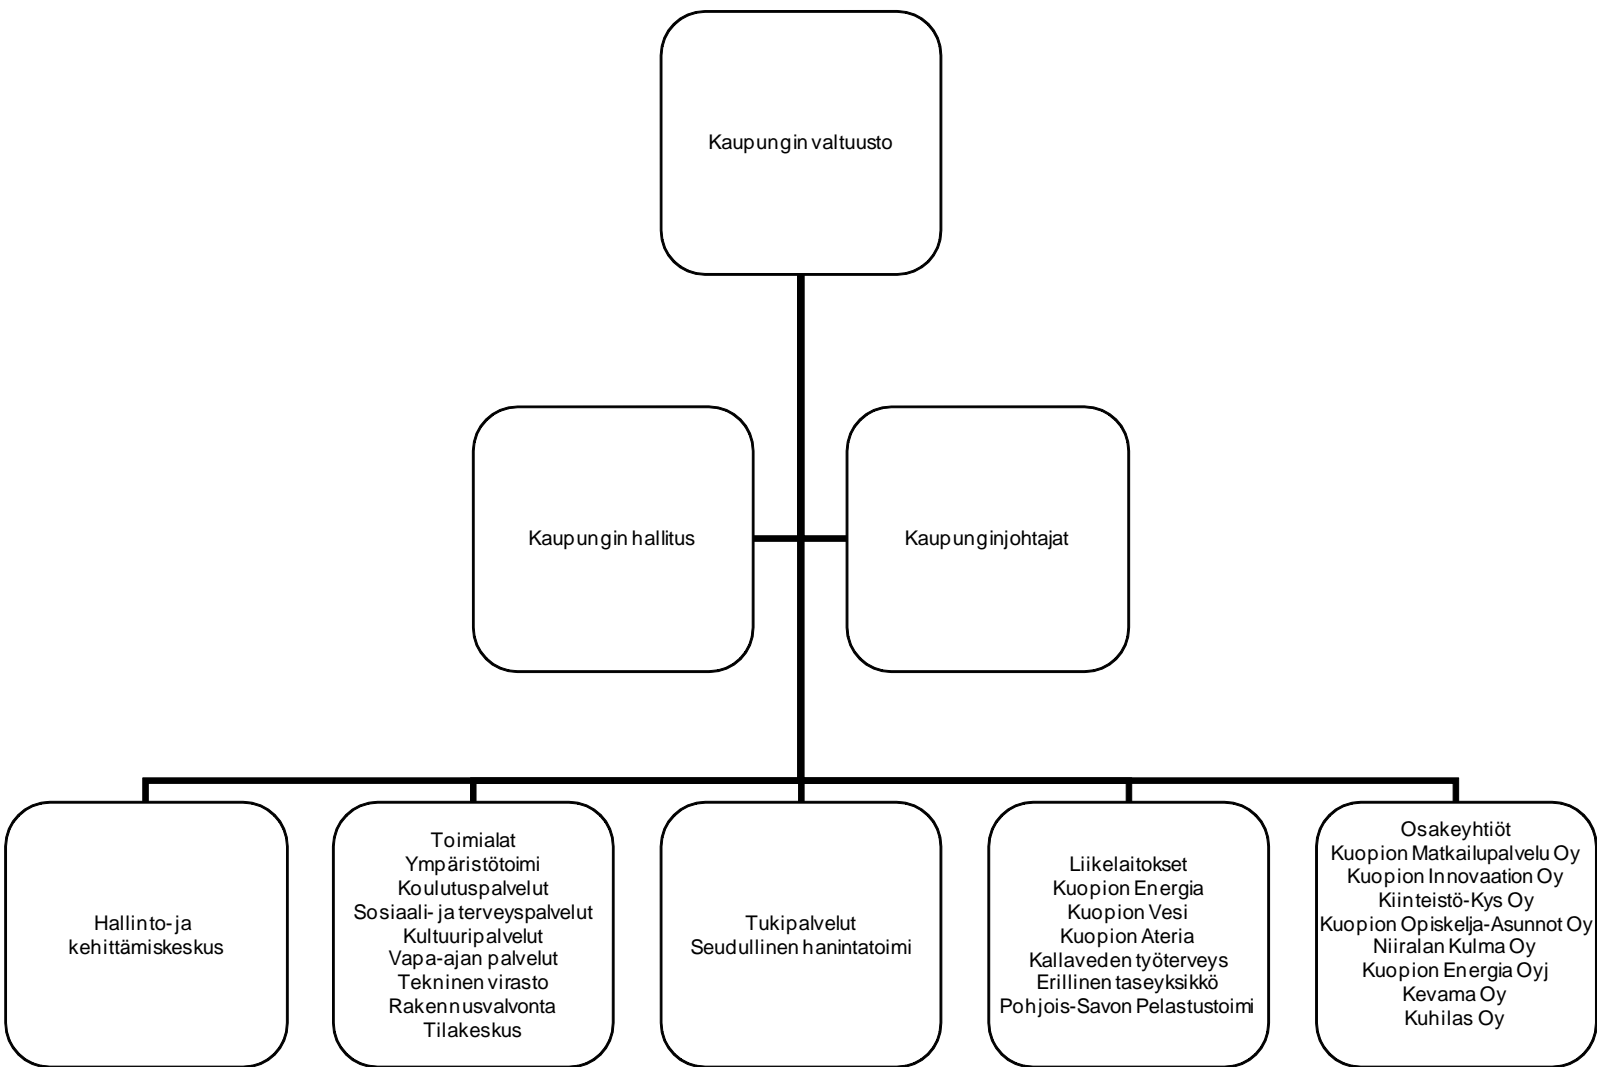 Kaupungin valtuusto
Kaupungin hallitus
Kaupunginjohtajat
Hallinto- ja
kehittämiskeskus
Toimialat
Ympäristötoimi
Koulutuspalvelut
Sosiaali- ja terveyspalvelut
Kultuuripalvelut
Vapa-ajan palvelut
Tekninen virasto
Rakennusvalvonta
Tilakeskus
Tukipalvelut
Seudullinen hanintatoimi
Liikelaitokset
Kuopion Energia
Kuopion Vesi
Kuopion Ateria
Kallaveden työterveys
Erillinen taseyksikkö
Pohjois-Savon Pelastustoimi
Osakeyhtiöt
Kuopion Matkailupalvelu Oy
Kuopion Innovaation Oy
Kiinteistö-Kys Oy
Kuopion Opiskelja-Asunnot Oy
Niiralan Kulma Oy
Kuopion Energia Oyj
Kevama Oy
Kuhilas Oy